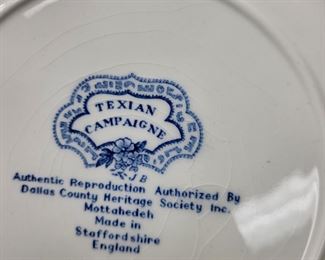 TEXIAN
CAMPAIGNE
JB
Authentic Reproduction Authorized By
Dallas County Heritage Society Inc.
Mottahedeh
Made in
Staffordshire
England